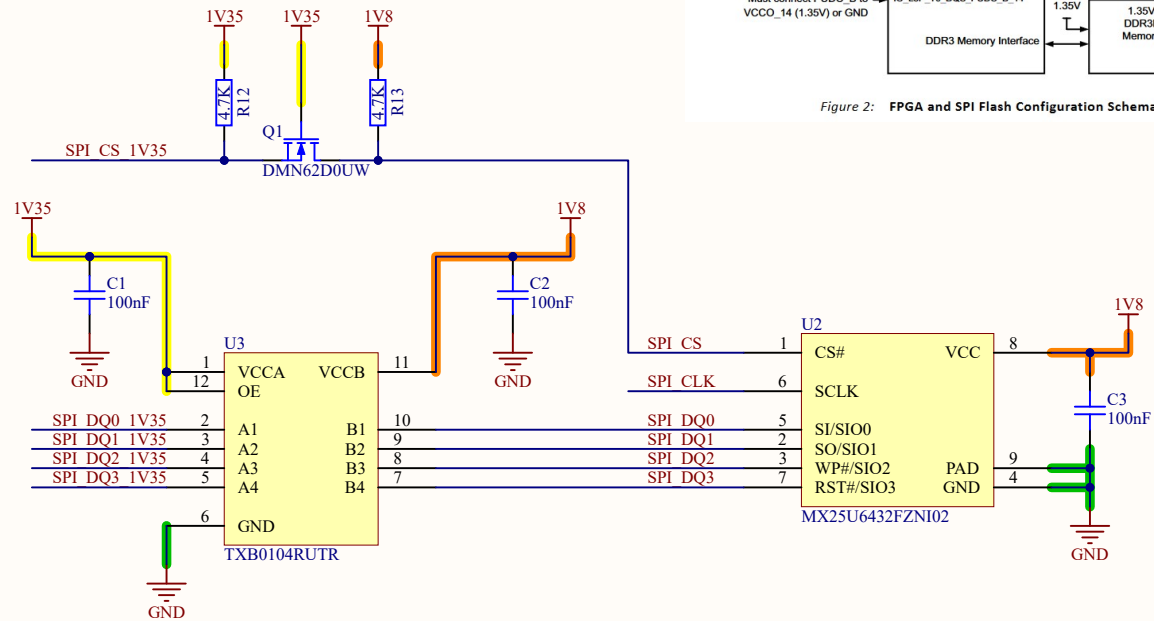 Must connect PUDC_B to
VCCO_14 (1.35V) or GND
1.35V
1.35V
DDR3
Memor
DDR3 Memory Interface
Figure 2: FPGA and SPI Flash Configuration Schema
1V35
1V35
1V8
4.7K
R12
4.7K
R13
Q1
SPI_CS_1V35
DMN62D0UW
1V35
1V8
C1
100nF
C2
100nF
GND
GND
1V8
U3
U2
1
VCCA
VCCB
11
12
OE
SPI_CS
1
CS#
VCC
8
SPI_CLK
6
SCLK
C3
100nF
SPI_DQ0_1V35
2
A1
B1
10
SPI_DQ0
5
SI/SIO0
SPI_DQ1_1V35
3
A2
B2
9
SPI_DQ1
2
SO/SIO1
SPI_DQ2_1V35
4
A3
B3
8
SPI_DQ2
3
WP#/SIO2
PAD
9
SPI_DQ3_1V35
5
A4
B4
7
SPI_DQ3
7
RST#/SIO3
GND
4
6
GND
MX25U6432FZNI02
TXB0104RUTR
GND
GND